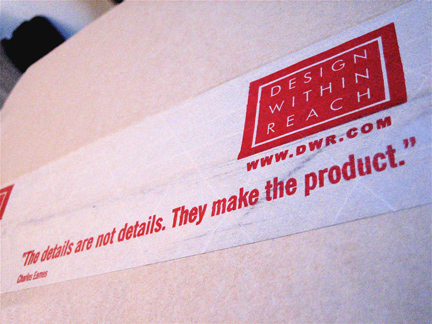 DESIGN
WITHIN
REACH
WWW.DWR.COM
"The details are not details. They make the product."
Charles Eames